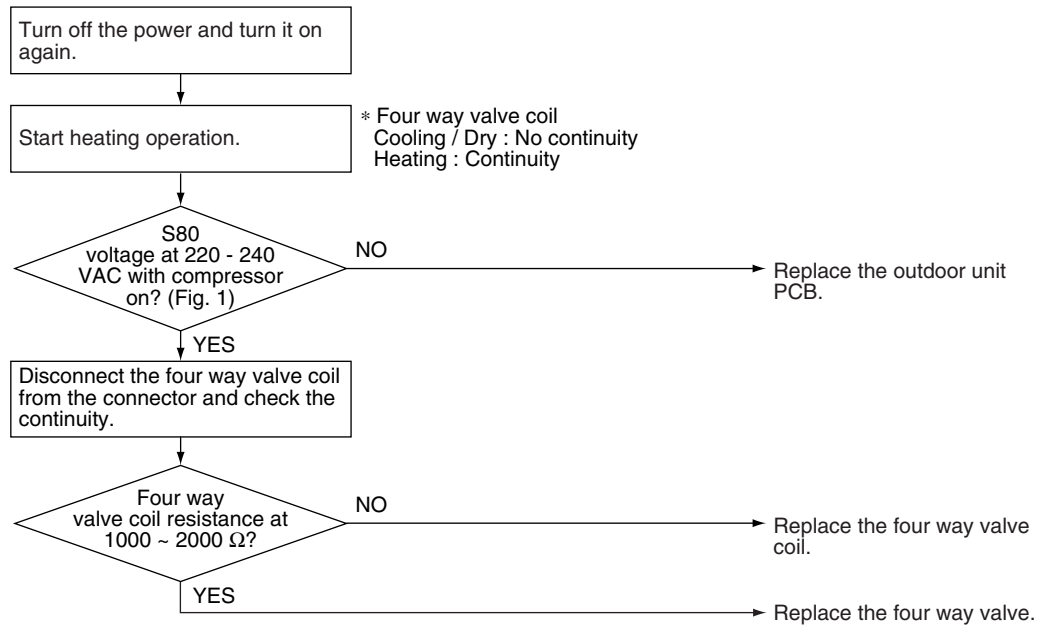 Turn off the power and turn it on
again.
Start heating operation.
* Four way valve coil
Cooling / Dry : No continuity
Heating : Continuity
S80
voltage at 220 - 240
VAC with compressor
on? (Fig. 1)
NO
Replace the outdoor unit
PCB.
YES
Disconnect the four way valve coil
from the connector and check the
continuity.
Four way
valve coil resistance at
1000 ~ 2000 Ω?
NO
Replace the four way valve
coil.
YES
Replace the four way valve.